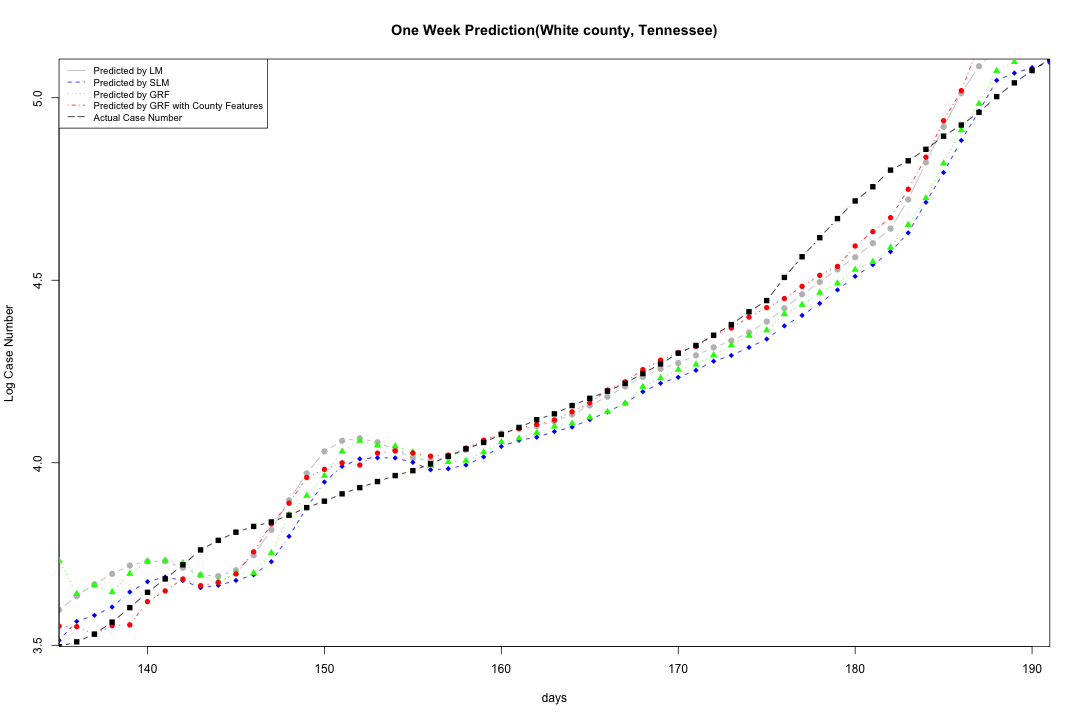 One Week Prediction(White county, Tennessee)
Predicted by LM
Predicted by SLM
Predicted by GRF
Predicted by GRF with County Features
Actual Case Number
Log Case Number
5.0
4.5
4.0
3.5
140 150 160 170 180 190
days